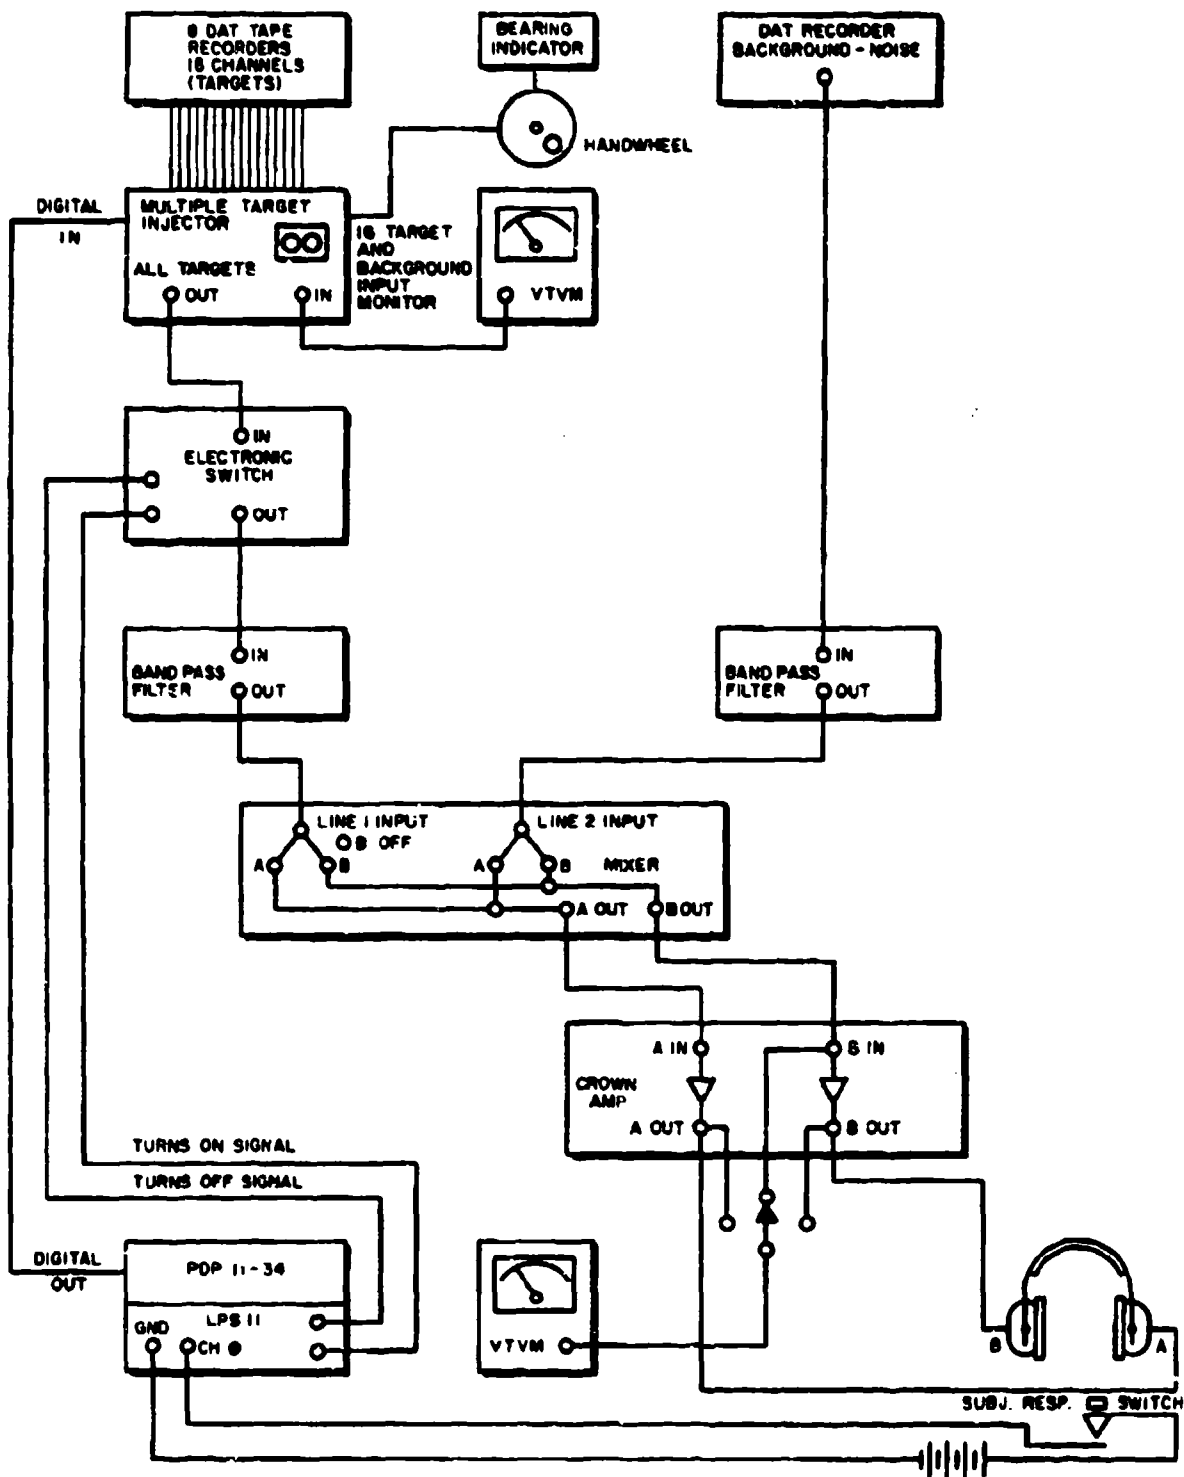 8 DAT TAPE
RECORDERS
16 CHANNELS
(TARGETS)
BEARING
INDICATOR
DAT RECORDER
BACKGROUND - NOISE
HANDWHEEL
DIGITAL
IN
MULTIPLE TARGET
INJECTOR
ALL TARGETS
OUT
IN
16 TARGET
AND
BACKGROUND
INPUT
MONITOR
VTVM
IN
ELECTRONIC
SWITCH
OUT
IN
BAND PASS
FILTER
OUT
IN
BAND PASS
FILTER
OUT
LINE 1 INPUT
B OFF
A
B
LINE 2 INPUT
A
B
MIXER
A OUT
B OUT
A IN
B IN
CROWN
AMP
A OUT
B OUT
TURNS ON SIGNAL
TURNS OFF SIGNAL
DIGITAL
OUT
PDP 11-34
LPS 11
GND
CH 0
VTVM
B
A
SUBJ. RESP. SWITCH